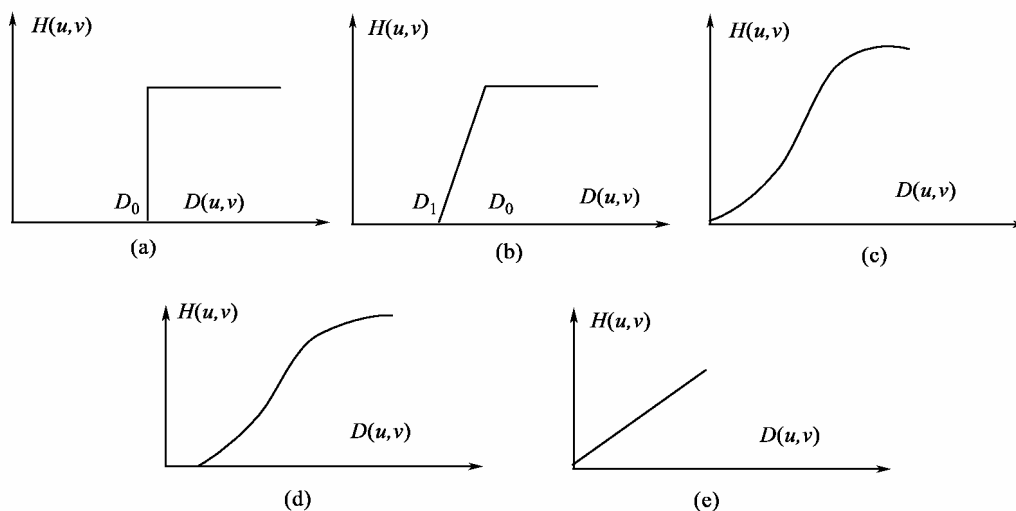 H(u,v)
D₀
D(u,v)
(a)
H(u,v)
D₁
D₀
D(u,v)
(b)
H(u,v)
D(u,v)
(c)
H(u,v)
D(u,v)
(d)
H(u,v)
D(u,v)
(e)